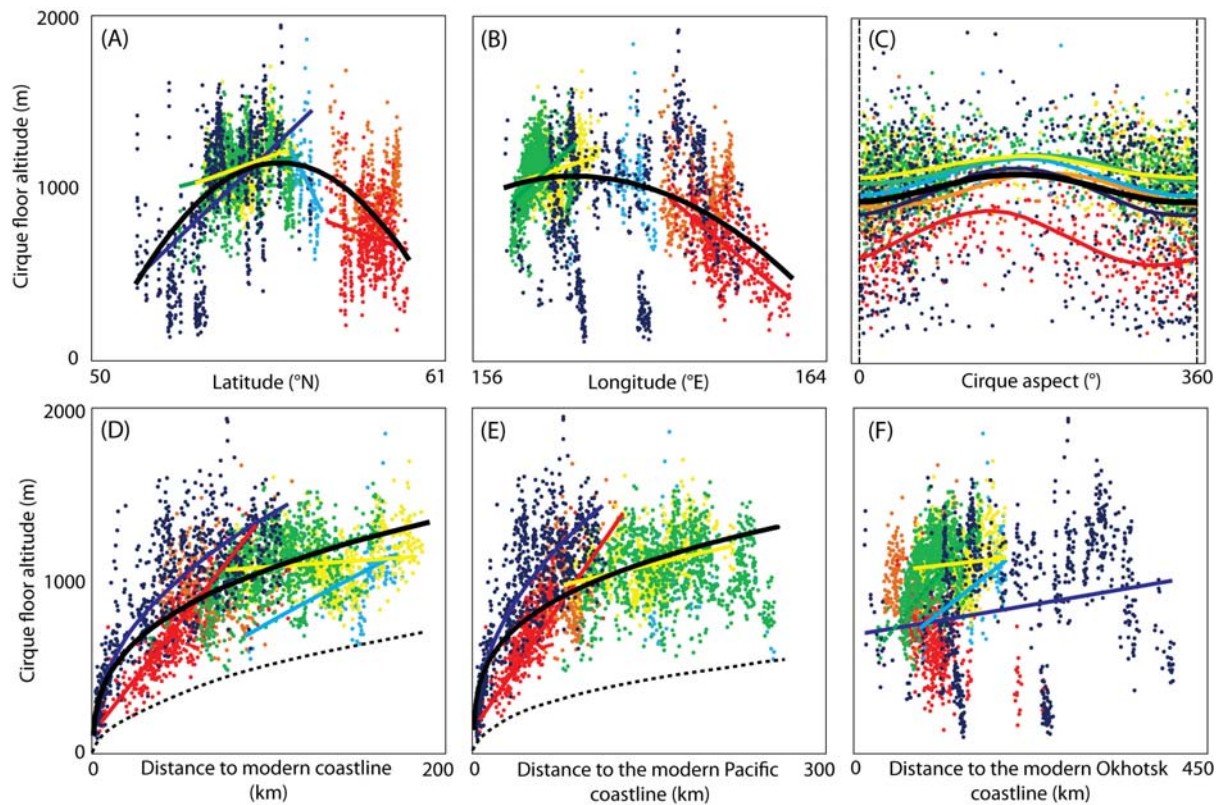 2000
(A)
(B)
(C)
Cirque floor altitude (m)
1000
0
50
Latitude (°N)
61
156
Longitude (°E)
164
0
Cirque aspect (°)
360
2000
(D)
(E)
(F)
Cirque floor altitude (m)
1000
0
0
Distance to modern coastline
(km)
200
0
Distance to the modern Pacific
coastline (km)
300
0
Distance to the modern Okhotsk
coastline (km)
450